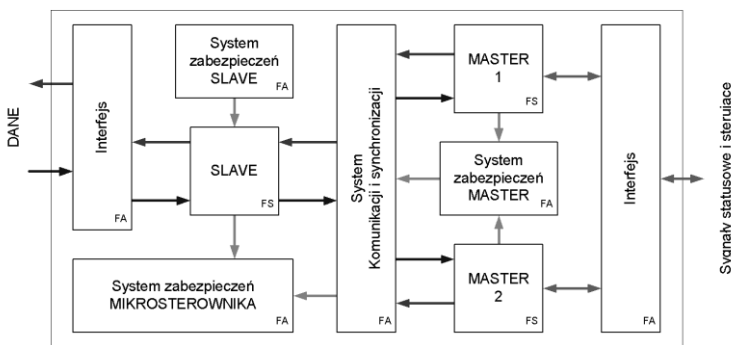 DANE
Interfejs
FA
System
zabezpieczeń
SLAVE
FA
SLAVE
FS
System zabezpieczeń
MIKROSTEROWNIKA
FA
System
Komunikacji i synchronizacji
FA
MASTER
1
FS
System
zabezpieczeń
MASTER
FA
MASTER
2
FS
Interfejs
FA
Sygnały statusowe i sterujące